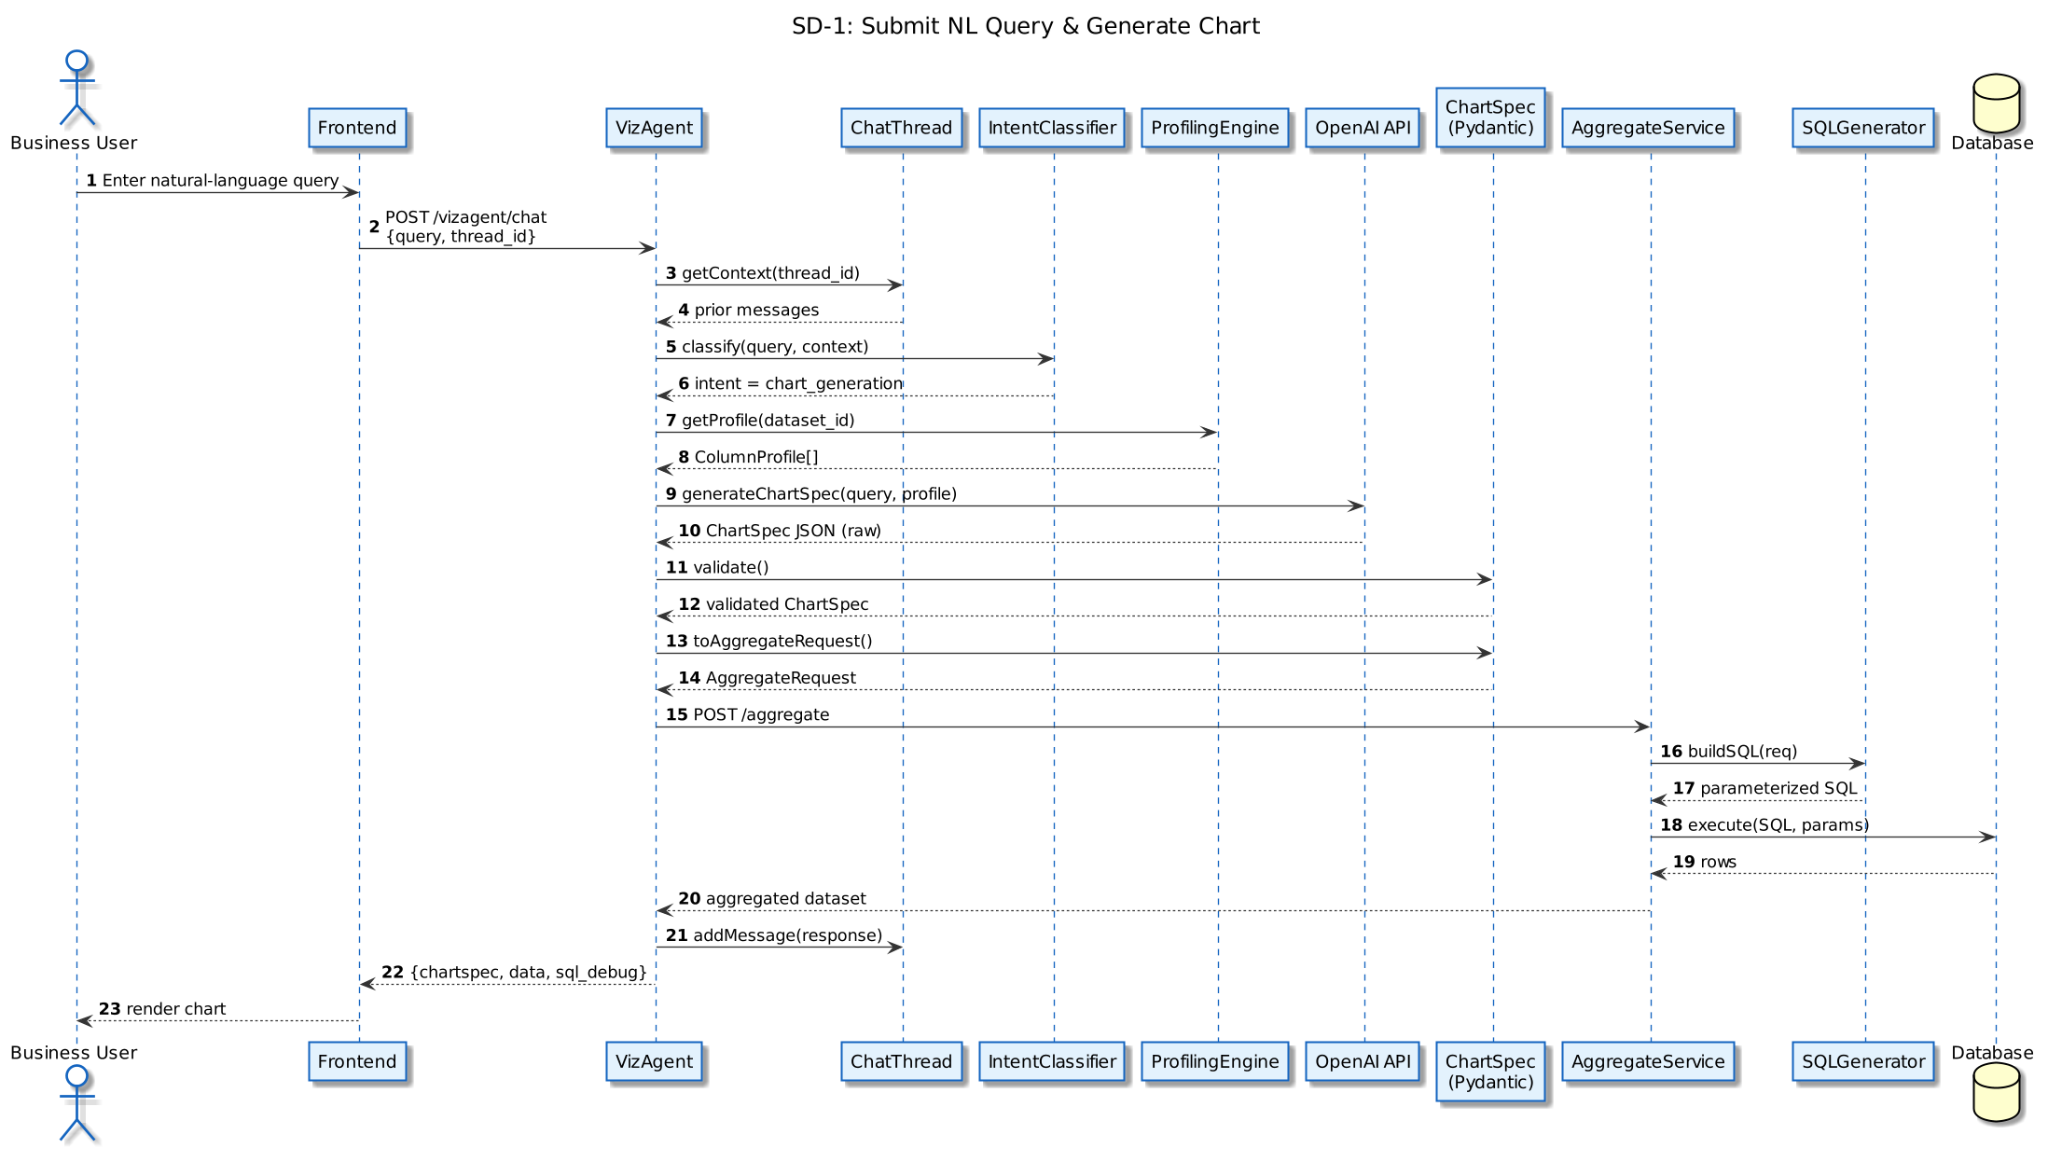 SD-1: Submit NL Query & Generate Chart
Business User
Frontend
VizAgent
ChatThread
IntentClassifier
ProfilingEngine
OpenAI API
ChartSpec
(Pydantic)
AggregateService
SQLGenerator
Database
1 Enter natural-language query
2 POST /vizagent/chat
{query, thread_id}
3 getContext(thread_id)
4 prior messages
5 classify(query, context)
6 intent = chart_generation
7 getProfile(dataset_id)
8 ColumnProfile[]
9 generateChartSpec(query, profile)
10 ChartSpec JSON (raw)
11 validate()
12 validated ChartSpec
13 toAggregateRequest()
14 AggregateRequest
15 POST /aggregate
16 buildSQL(req)
17 parameterized SQL
18 execute(SQL, params)
19 rows
20 aggregated dataset
21 addMessage(response)
22 {chartspec, data, sql_debug}
23 render chart
Business User
Frontend
VizAgent
ChatThread
IntentClassifier
ProfilingEngine
OpenAI API
ChartSpec
(Pydantic)
AggregateService
SQLGenerator
Database